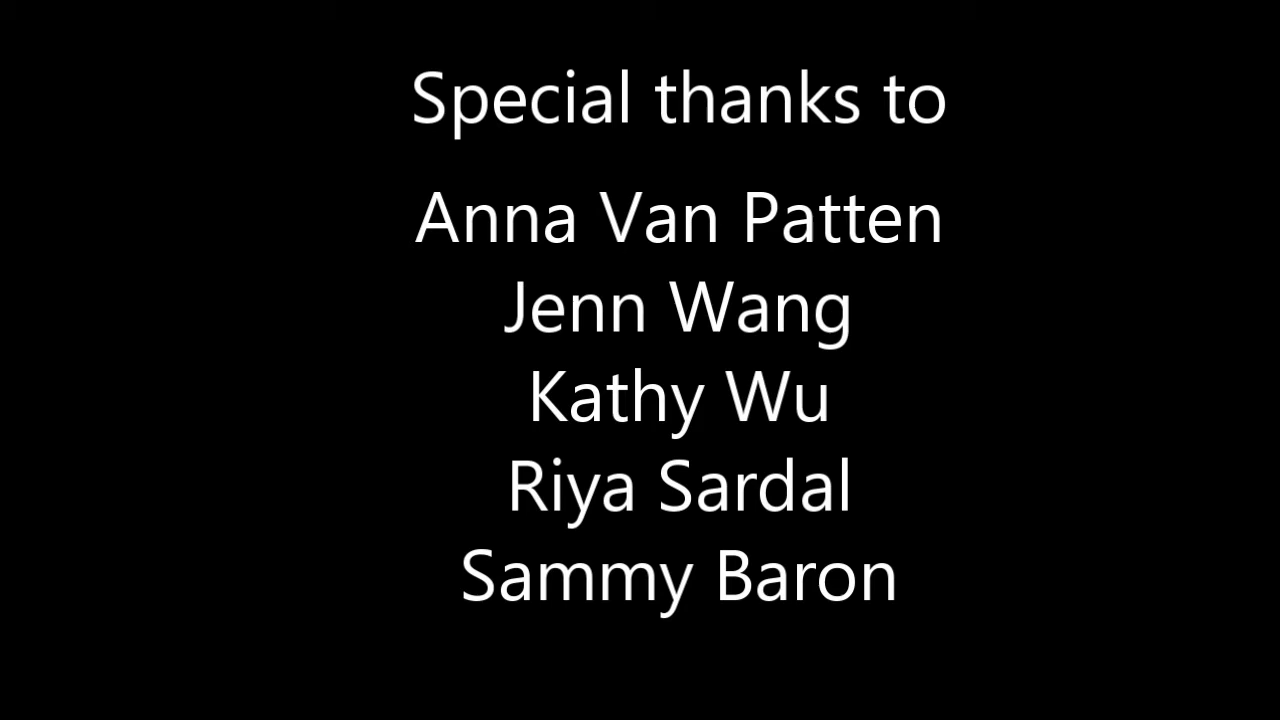 Special thanks to
Anna Van Patten
Jenn Wang
Kathy Wu
Riya Sardal
Sammy Baron